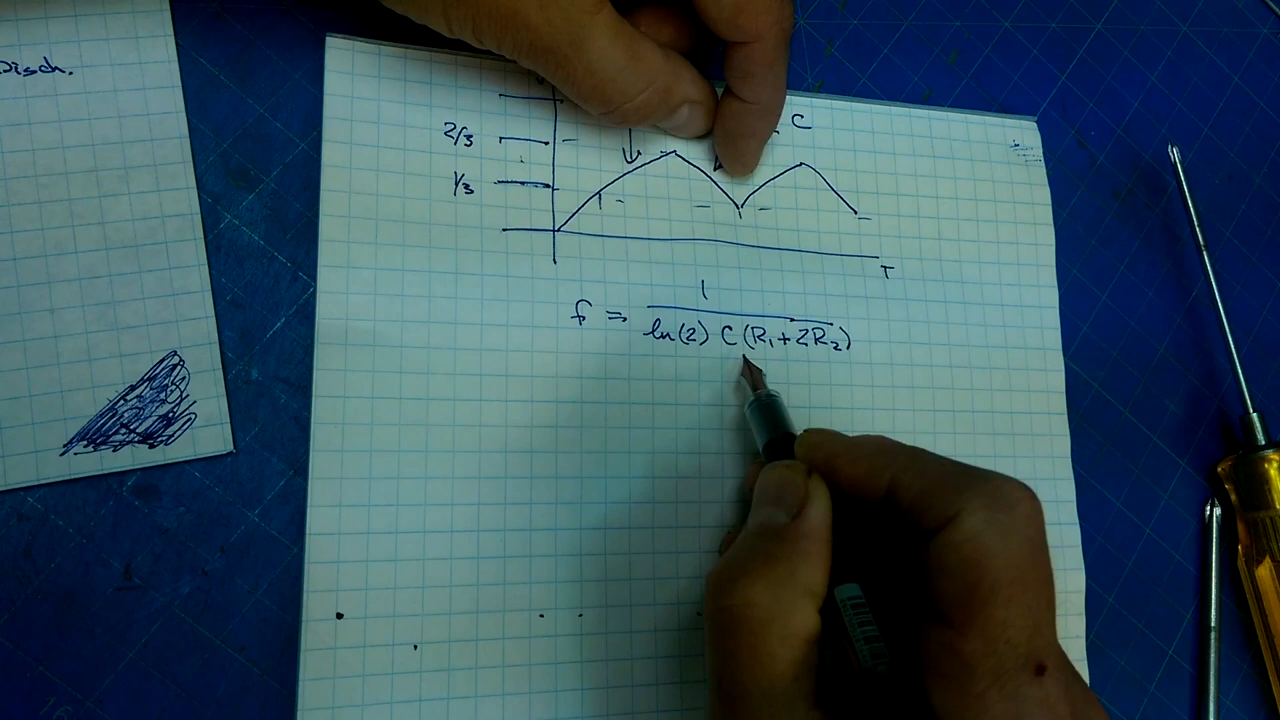 Disch.
C
2/3
1/3
T
f = 1
ln(2) C(R₁+2R₂)